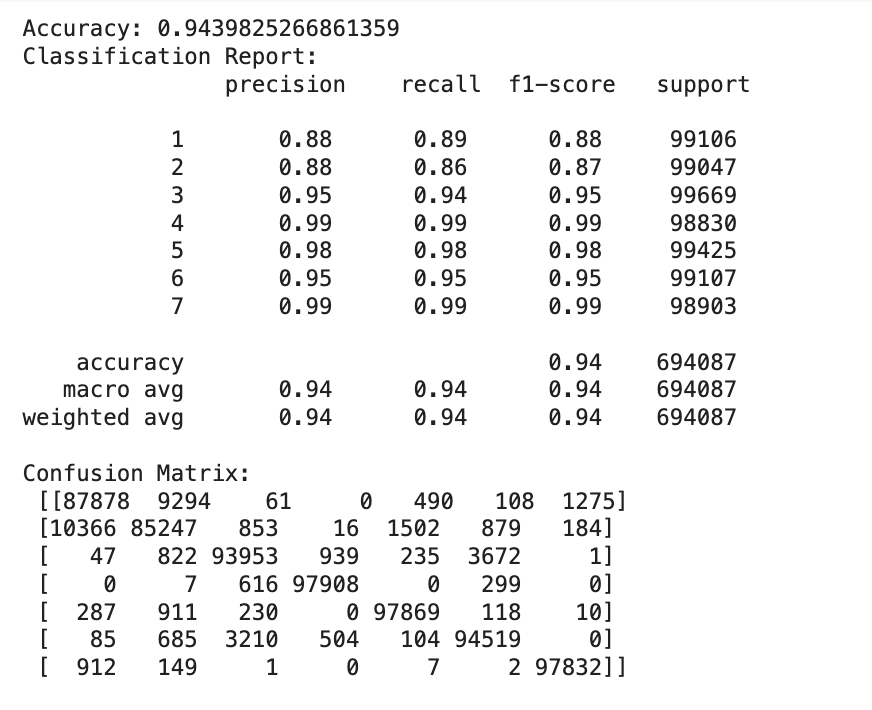 Accuracy: 0.9439825266861359
Classification Report:
precision recall f1-score support
1 0.88 0.89 0.88 99106
2 0.88 0.86 0.87 99047
3 0.95 0.94 0.95 99669
4 0.99 0.99 0.99 98830
5 0.98 0.98 0.98 99425
6 0.95 0.95 0.95 99107
7 0.99 0.99 0.99 98903
accuracy 0.94 694087
macro avg 0.94 0.94 0.94 694087
weighted avg 0.94 0.94 0.94 694087
Confusion Matrix:
[[87878 9294 61 0 490 108 1275]
[10366 85247 853 16 1502 879 184]
[ 47 822 93953 939 235 3672 1]
[ 0 7 616 97908 0 299 0]
[ 287 911 230 0 97869 118 10]
[ 85 685 3210 504 104 94519 0]
[ 912 149 1 0 7 2 97832]]